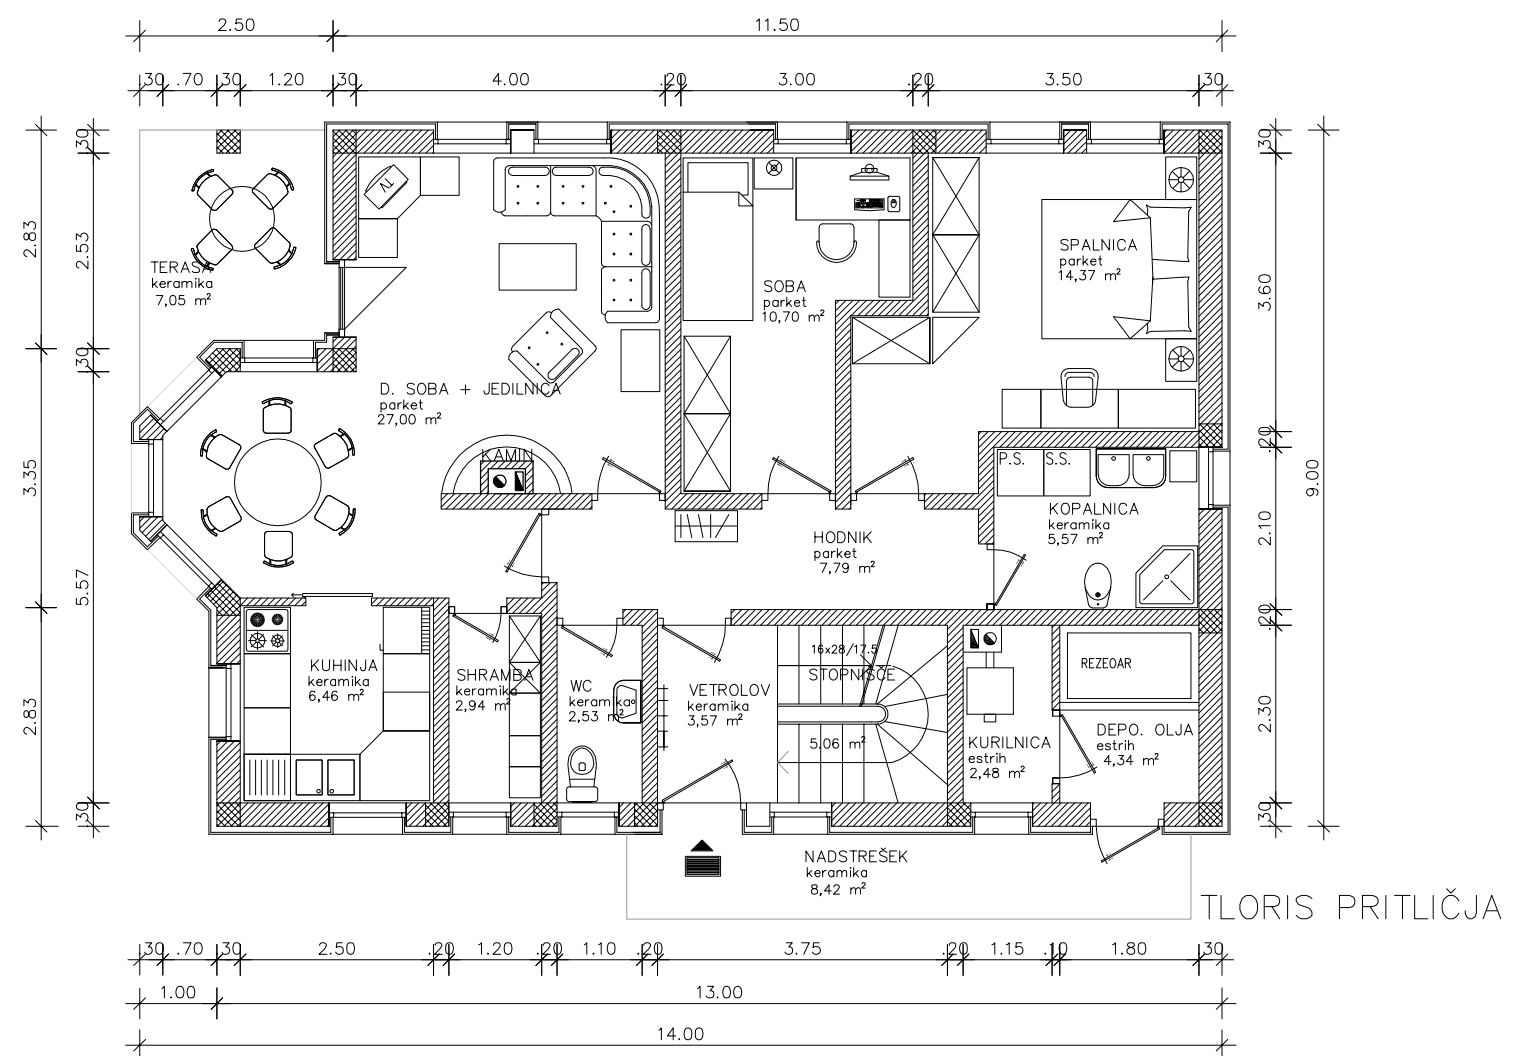 2.50 11.50
.30 .70 .30 1.20 .30 4.00 .20 3.00 .20 3.50 .30
.30
2.83
2.53
.30
3.35
5.57
2.83
.30
TV
TERASA
keramika
7,05 m²
D. SOBA + JEDILNICA
parket
27,00 m²
KAMIN
SOBA
parket
10,70 m²
SPALNICA
parket
14,37 m²
P.S. S.S.
KOPALNICA
keramika
5,57 m²
HODNIK
parket
7,79 m²
KUHINJA
keramika
6,46 m²
SHRAMBA
keramika
2,94 m²
WC
keramika
2,53 m²
VETROLOV
keramika
3,57 m²
16x28/17.5
STOPNIŠČE
5.06 m²
KURILNICA
estrih
2,48 m²
REZEOAR
DEPO. OLJA
estrih
4,34 m²
.30
3.60
.20
2.10
.20
2.30
.30
9.00
NADSTREŠEK
keramika
8,42 m²
TLORIS PRITLIČJA
.30 .70 .30 2.50 .20 1.20 .20 1.10 .20 3.75 .20 1.15 .10 1.80 .30
1.00 13.00
14.00